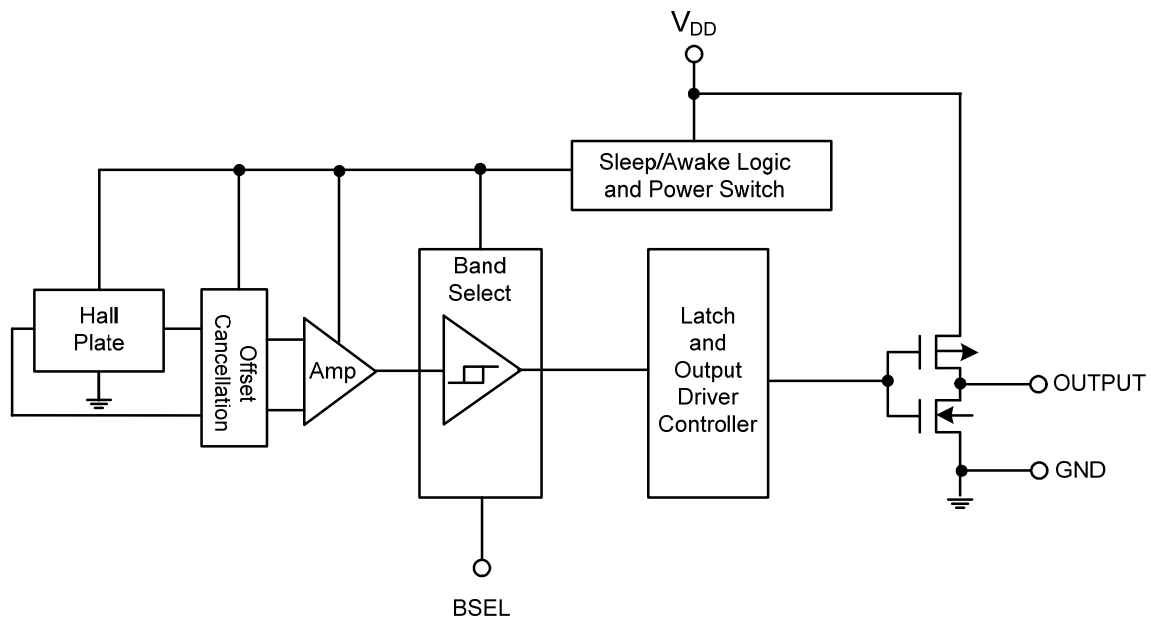 VDD
Sleep/Awake Logic
and Power Switch
Hall
Plate
Offset
Cancellation
Amp
Band
Select
Latch
and
Output
Driver
Controller
OUTPUT
GND
BSEL